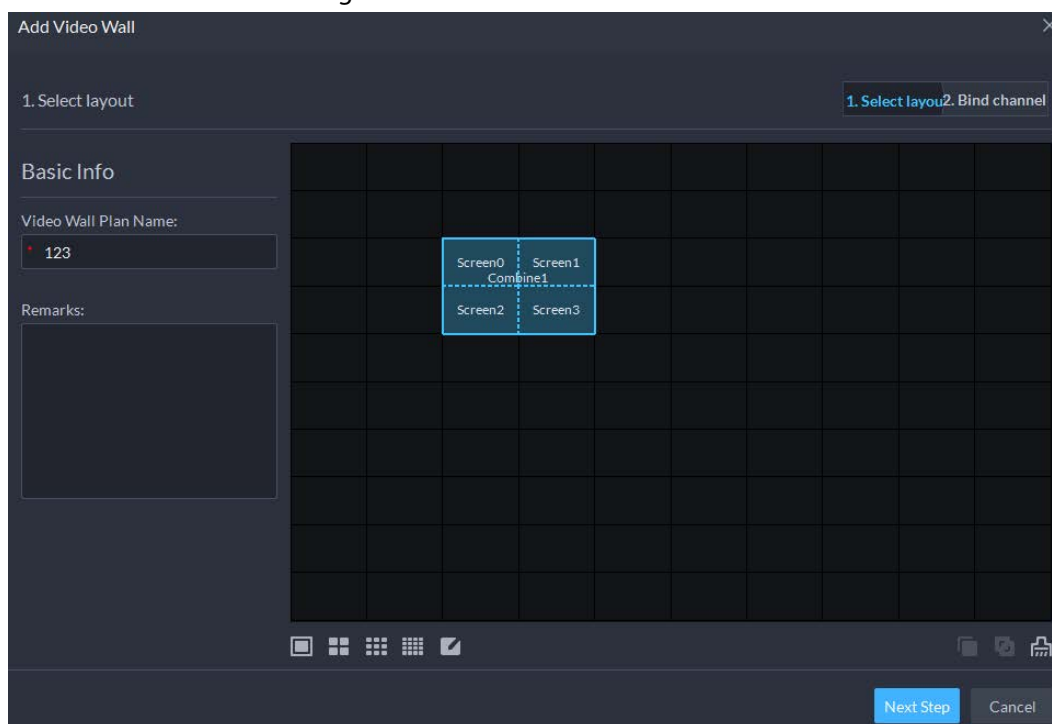 Add Video Wall
1. Select layout
1. Select layou 2. Bind channel
Basic Info
Video Wall Plan Name:
* 123
Remarks:
Screen0 Screen1
Combine1
Screen2 Screen3
Next Step Cancel